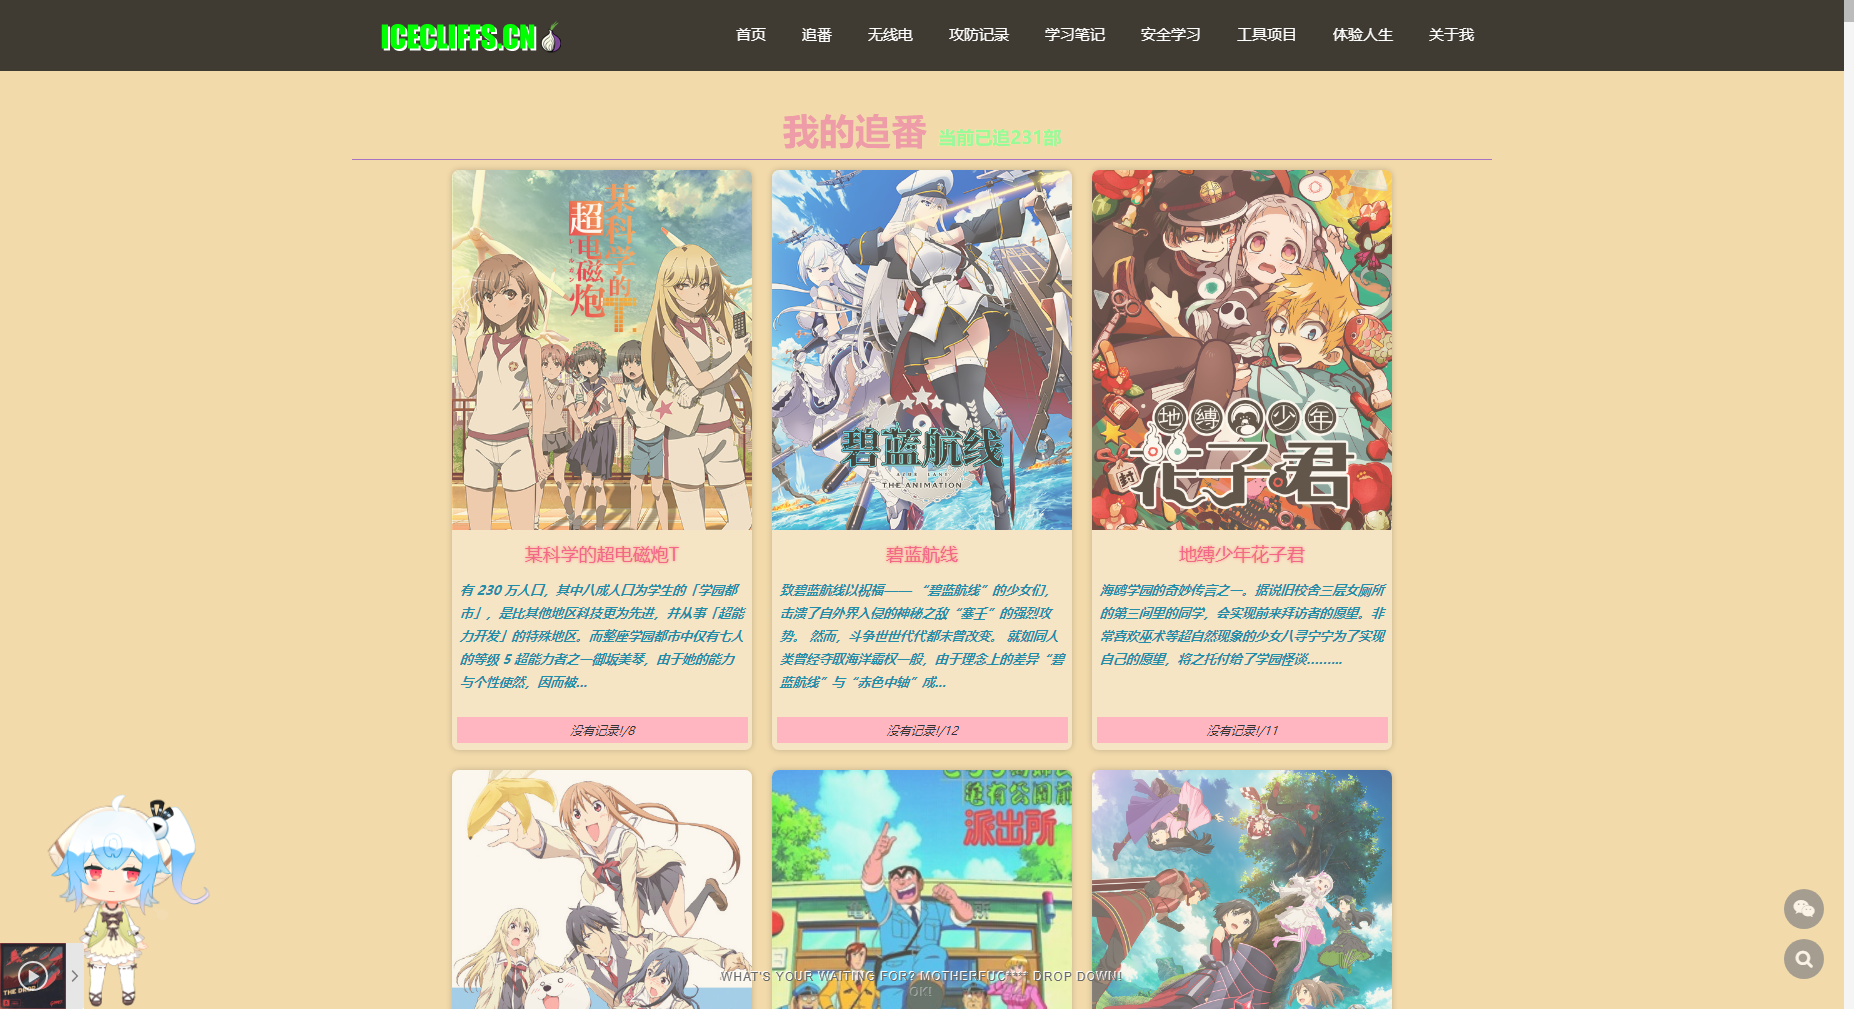 ICECLIFFS.CN
首页
追番
无线电
攻防记录
学习笔记
安全学习
工具项目
体验人生
关于我
我的追番 当前已追231部
某科学的
超电磁炮
T
レールガン
碧蓝航线
AZUR LANE
THE ANIMATION
地缚少年
花子君
封
某科学的超电磁炮T
有 230 万人口，其中八成人口为学生的「学园都
市」，是比其他地区科技更为先进，并从事「超能
力开发」的特殊地区。而整座学园都市中仅有七人
的等级 5 超能力者之一御坂美琴，由于她的能力
与个性使然，因而被...
没有记录!/8
碧蓝航线
致碧蓝航线以祝福—— “碧蓝航线”的少女们，
击溃了自外界入侵的神秘之敌“塞壬”的强烈攻
势。 然而，斗争世世代代都未曾改变。 就如同人
类曾经夺取海洋霸权一般，由于理念上的差异“碧
蓝航线”与“赤色中轴”成...
没有记录!/12
地缚少年花子君
海鸥学园的奇妙传言之一。据说旧校舍三层女厕所
的第三间里的同学，会实现前来拜访者的愿望。非
常喜欢巫术等超自然现象的少女八寻宁宁为了实现
自己的愿望，将之托付给了学园怪谈.........
没有记录!/11
亀有公園前
派出所
THE DROP
WHAT'S YOUR WAITING FOR? MOTHERFUC**** DROP DOWN!
OK!